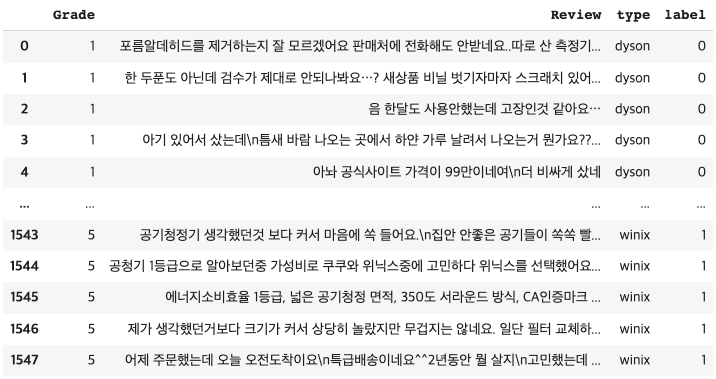 Grade Review type label
0 1 포름알데히드를 제거하는지 잘 모르겠어요 판매처에 전화해도 안받네요..따로 산 측정기... dyson 0
1 1 한 두푼도 아닌데 검수가 제대로 안되나봐요…? 새상품 비닐 벗기자마자 스크래치 있어... dyson 0
2 1 음 한달도 사용안했는데 고장인것 같아요… dyson 0
3 1 아기 있어서 샀는데\n틈새 바람 나오는 곳에서 하얀 가루 날려서 나오는거 뭔가요??... dyson 0
4 1 아놔 공식사이트 가격이 99만이네여\n더 비싸게 샀네 dyson 0
... ... ... ... ...
1543 5 공기청정기 생각했던것 보다 커서 마음에 쏙 들어요.\n집안 안좋은 공기들이 쏙쏙 빨... winix 1
1544 5 공청기 1등급으로 알아보던중 가성비로 쿠쿠와 위닉스중에 고민하다 위닉스를 선택했어요... winix 1
1545 5 에너지소비효율 1등급, 넓은 공기청정 면적, 350도 서라운드 방식, CA인증마크 ... winix 1
1546 5 제가 생각했던거보다 크기가 커서 상당히 놀랐지만 무겁지는 않네요. 일단 필터 교체하... winix 1
1547 5 어제 주문했는데 오늘 오전도착이요\n특급배송이네요^^2년동안 뭘 살지\n고민했는데 ... winix 1